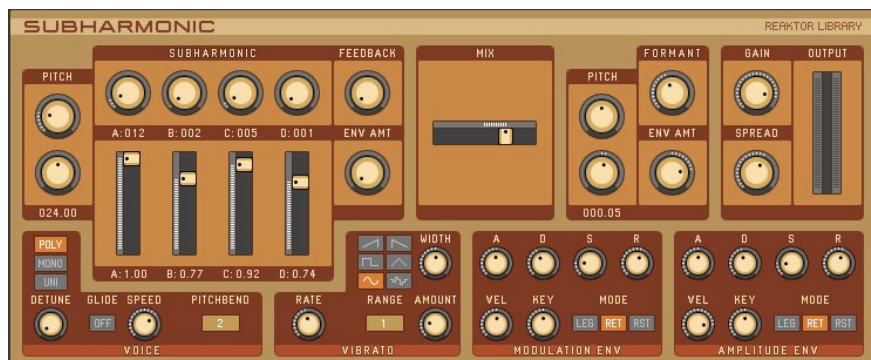 SUBHARMONIC
REAKTOR LIBRARY
SUBHARMONIC
FEEDBACK
MIX
FORMANT
GAIN
OUTPUT
PITCH
PITCH
A:012 B:002 C:005 D:001
ENV AMT
ENV AMT
SPREAD
024.00
000.05
A:1.00 B:0.77 C:0.92 D:0.74
POLY
MONO
UNI
DETUNE GLIDE SPEED PITCHBEND
OFF
2
VOICE
WIDTH
RATE RANGE AMOUNT
1
VIBRATO
A D S R
VEL KEY MODE
LEG RET RST
MODULATION ENV
A D S R
VEL KEY MODE
LEG RET RST
AMPLITUDE ENV